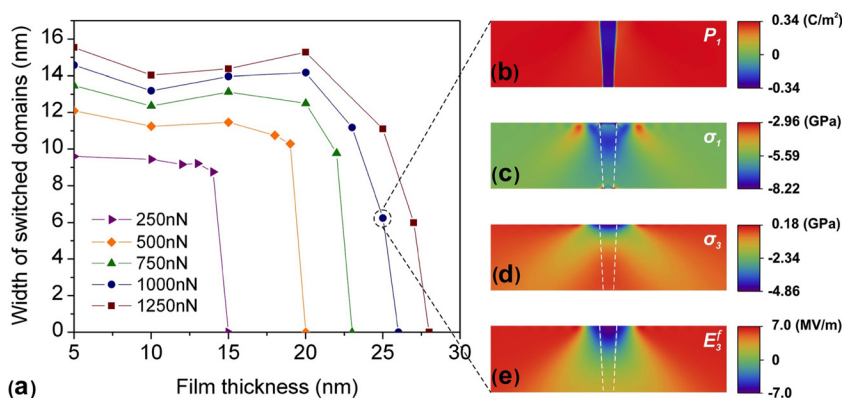 Width of switched domains (nm)
16
14
12
10
8
6
4
2
0
250nN
500nN
750nN
1000nN
1250nN
5 10 15 20 25 30
(a) Film thickness (nm)
(b) P₁ 0.34 (C/m²)
0
-0.34
(c) σ₁ -2.96 (GPa)
-5.59
-8.22
(d) σ₃ 0.18 (GPa)
-2.34
-4.86
(e) E₃ᶠ 7.0 (MV/m)
0
-7.0